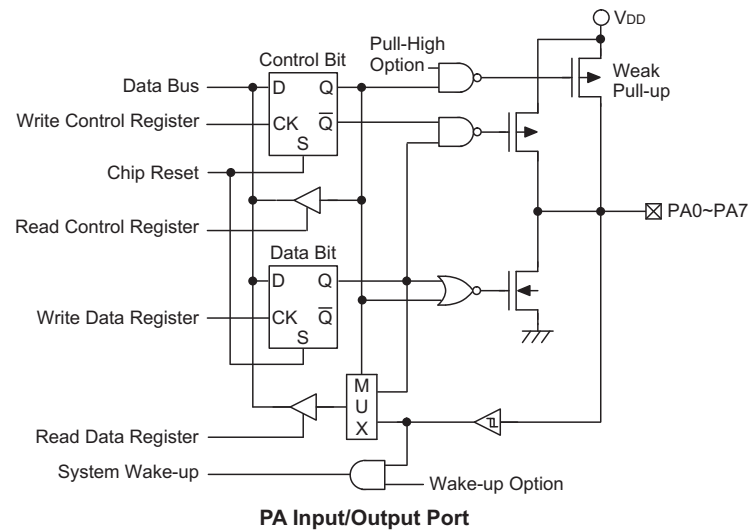 VDD
Control Bit
Pull-High
Option
Weak
Pull-up
Data Bus
D
Q
Write Control Register
CK
Q̅
S
Chip Reset
PA0~PA7
Read Control Register
Data Bit
D
Q
Write Data Register
CK
Q̅
S
M
U
X
Read Data Register
System Wake-up
Wake-up Option
PA Input/Output Port